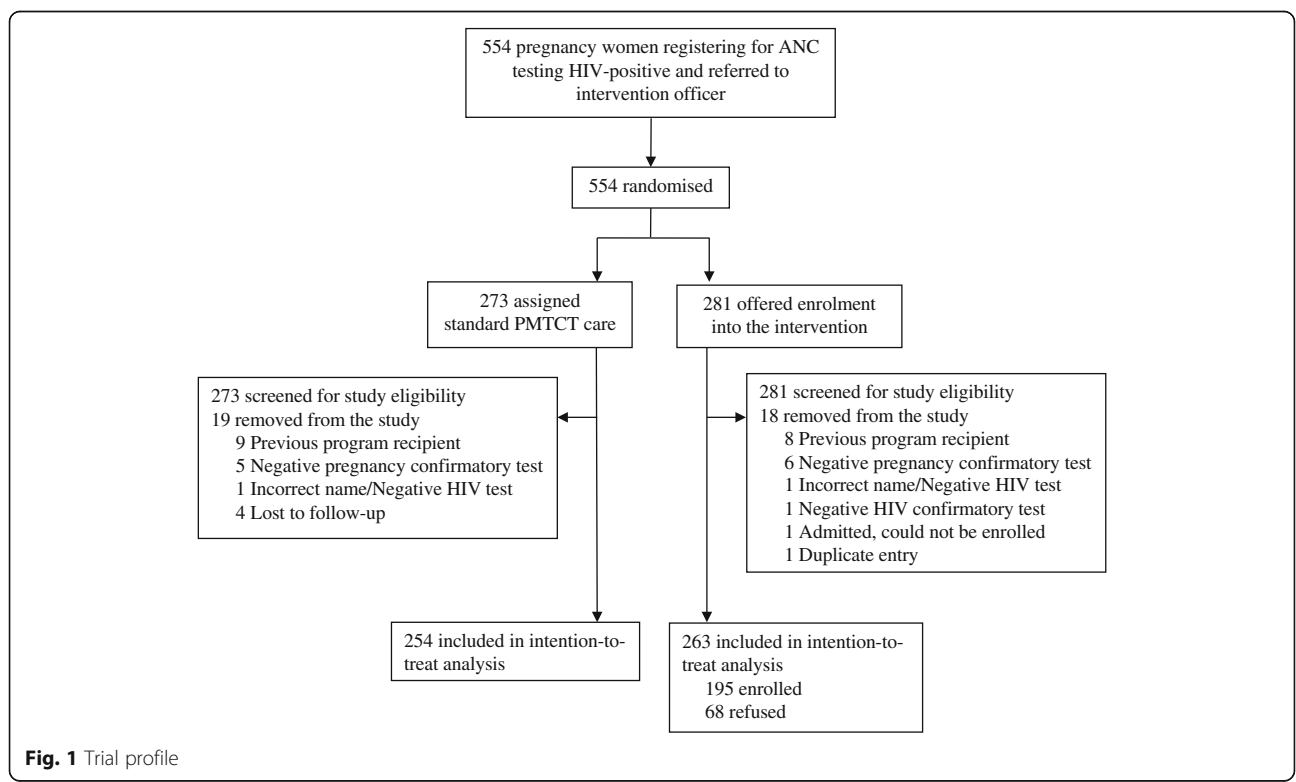 554 pregnancy women registering for ANC
testing HIV-positive and referred to
intervention officer
554 randomised
273 assigned
standard PMTCT care
281 offered enrolment
into the intervention
273 screened for study eligibility
19 removed from the study
9 Previous program recipient
5 Negative pregnancy confirmatory test
1 Incorrect name/Negative HIV test
4 Lost to follow-up
281 screened for study eligibility
18 removed from the study
8 Previous program recipient
6 Negative pregnancy confirmatory test
1 Incorrect name/Negative HIV test
1 Negative HIV confirmatory test
1 Admitted, could not be enrolled
1 Duplicate entry
254 included in intention-to-
treat analysis
263 included in intention-to-
treat analysis
195 enrolled
68 refused
Fig. 1 Trial profile